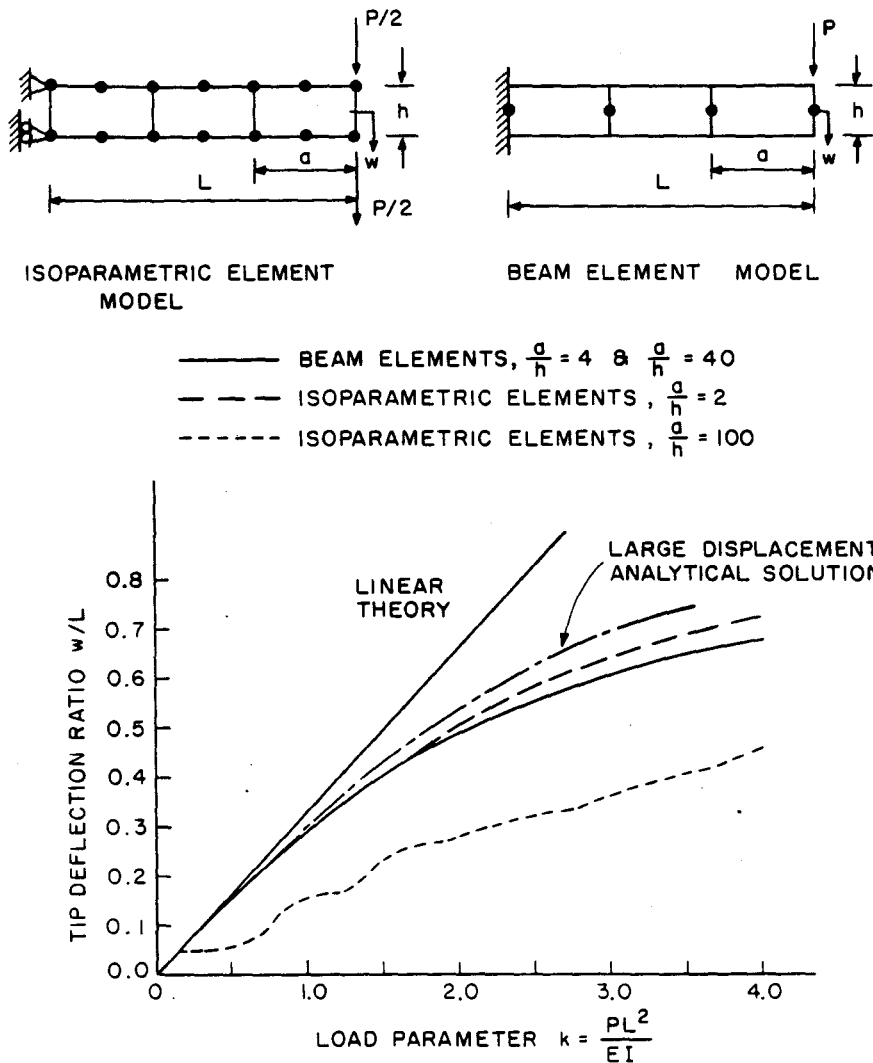 P/2
h
a
w
L
P/2
ISOPARAMETRIC ELEMENT
MODEL
P
h
a
w
L
BEAM ELEMENT MODEL
BEAM ELEMENTS, a/h = 4 & a/h = 40
ISOPARAMETRIC ELEMENTS, a/h = 2
ISOPARAMETRIC ELEMENTS, a/h = 100
TIP DEFLECTION RATIO w/L
0.8
0.7
0.6
0.5
0.4
0.3
0.2
0.1
0.0
LINEAR
THEORY
LARGE DISPLACEMENT
ANALYTICAL SOLUTION
0 1.0 2.0 3.0 4.0
LOAD PARAMETER k = PL²/EI